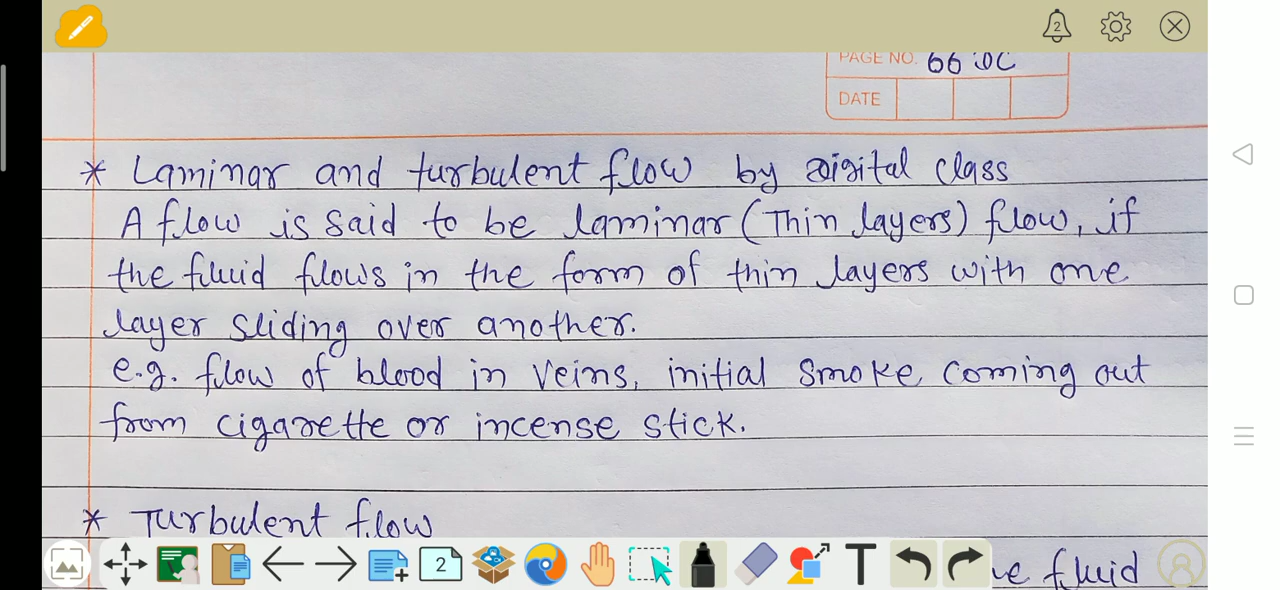 2
PAGE NO. 66
DATE
* Laminar and turbulent flow by digital class
A flow is said to be laminar (Thin layers) flow, if
the fluid flows in the form of thin layers with one
layer sliding over another.
e.g. flow of blood in veins, initial smoke coming out
from cigarette or incense stick.
* Turbulent flow
2 T
fluid